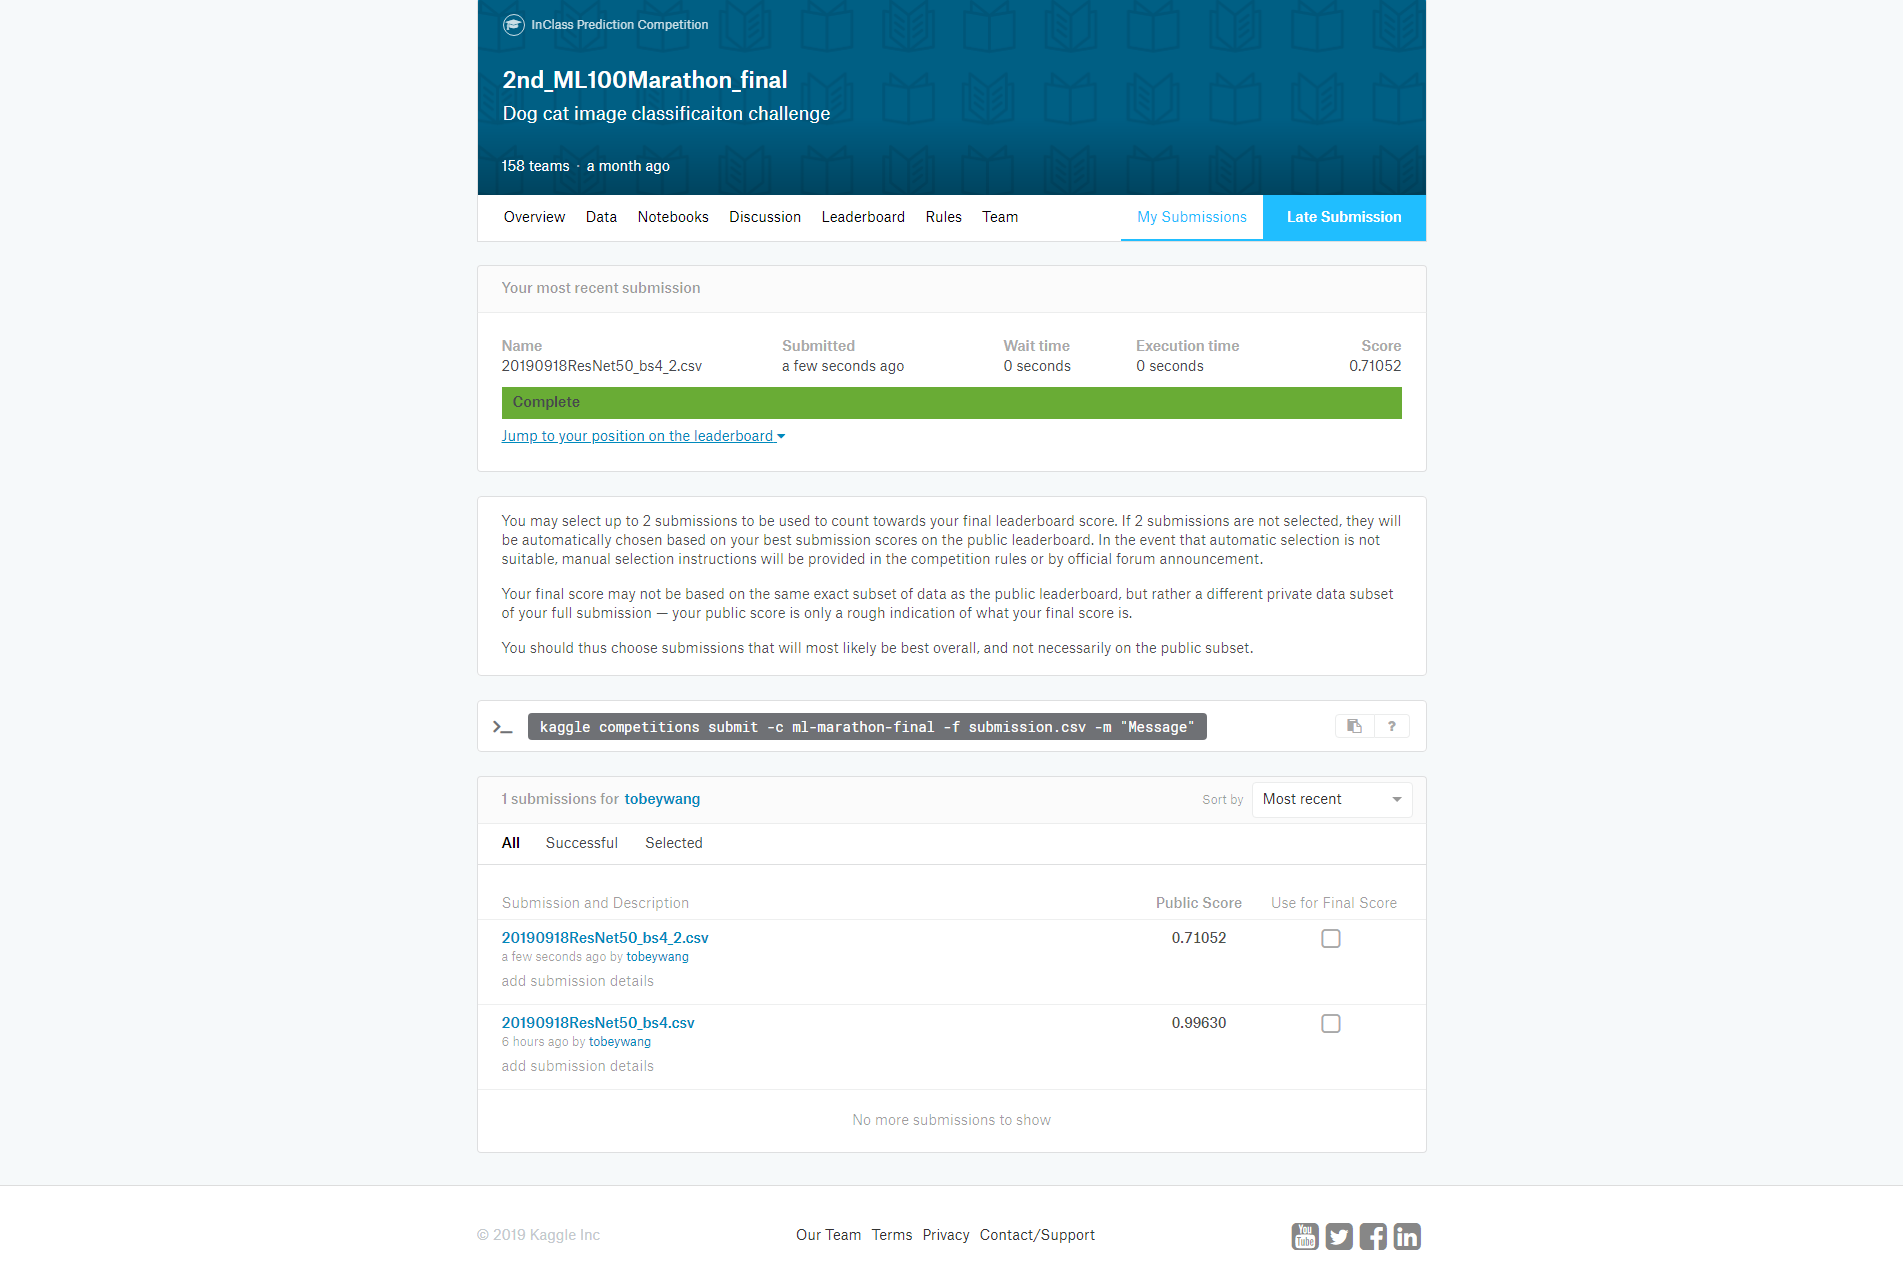 InClass Prediction Competition
2nd_ML100Marathon_final
Dog cat image classificaiton challenge
158 teams · a month ago
Overview Data Notebooks Discussion Leaderboard Rules Team My Submissions Late Submission
Your most recent submission
Name Submitted Wait time Execution time Score
20190918ResNet50_bs4_2.csv a few seconds ago 0 seconds 0 seconds 0.71052
Complete
Jump to your position on the leaderboard
You may select up to 2 submissions to be used to count towards your final leaderboard score. If 2 submissions are not selected, they will
be automatically chosen based on your best submission scores on the public leaderboard. In the event that automatic selection is not
suitable, manual selection instructions will be provided in the competition rules or by official forum announcement.
Your final score may not be based on the same exact subset of data as the public leaderboard, but rather a different private data subset
of your full submission — your public score is only a rough indication of what your final score is.
You should thus choose submissions that will most likely be best overall, and not necessarily on the public subset.
>_ kaggle competitions submit -c ml-marathon-final -f submission.csv -m "Message" ?
1 submissions for tobeywang Sort by Most recent
All Successful Selected
Submission and Description Public Score Use for Final Score
20190918ResNet50_bs4_2.csv 0.71052
a few seconds ago by tobeywang
add submission details
20190918ResNet50_bs4.csv 0.99630
6 hours ago by tobeywang
add submission details
No more submissions to show
© 2019 Kaggle Inc Our Team Terms Privacy Contact/Support You Tube f in